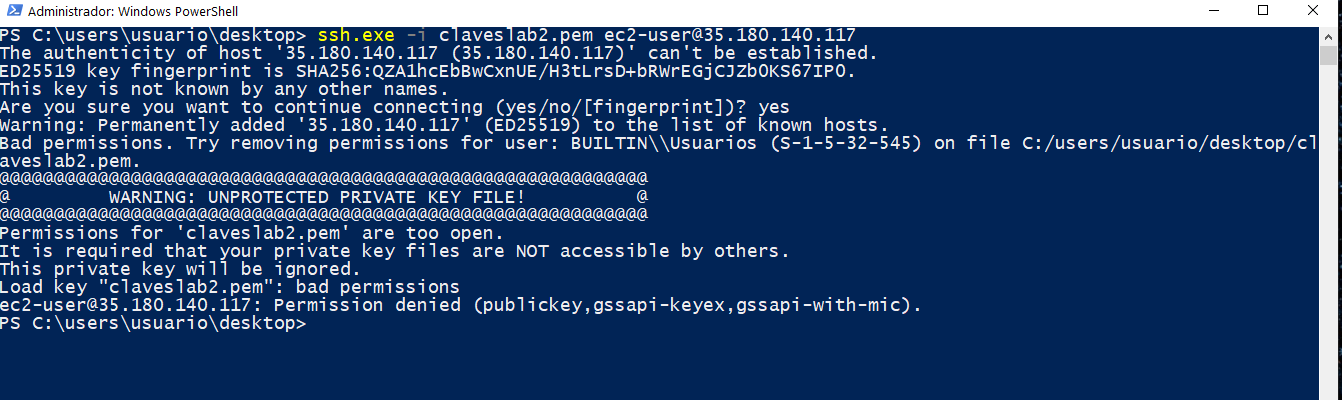 Administrador: Windows PowerShell
PS C:\users\usuario\desktop> ssh.exe -i claveslab2.pem ec2-user@35.180.140.117
The authenticity of host '35.180.140.117 (35.180.140.117)' can't be established.
ED25519 key fingerprint is SHA256:QZA1hcEbBwCxnUE/H3tLrsD+bRWrEGjCJZbOKS67IPO.
This key is not known by any other names.
Are you sure you want to continue connecting (yes/no/[fingerprint])? yes
Warning: Permanently added '35.180.140.117' (ED25519) to the list of known hosts.
Bad permissions. Try removing permissions for user: BUILTIN\\Usuarios (S-1-5-32-545) on file C:/users/usuario/desktop/cl
aveslab2.pem.
@@@@@@@@@@@@@@@@@@@@@@@@@@@@@@@@@@@@@@@@@@@@@@@@@@@@@@@@@@@
@         WARNING: UNPROTECTED PRIVATE KEY FILE!          @
@@@@@@@@@@@@@@@@@@@@@@@@@@@@@@@@@@@@@@@@@@@@@@@@@@@@@@@@@@@
Permissions for 'claveslab2.pem' are too open.
It is required that your private key files are NOT accessible by others.
This private key will be ignored.
Load key "claveslab2.pem": bad permissions
ec2-user@35.180.140.117: Permission denied (publickey,gssapi-keyex,gssapi-with-mic).
PS C:\users\usuario\desktop>